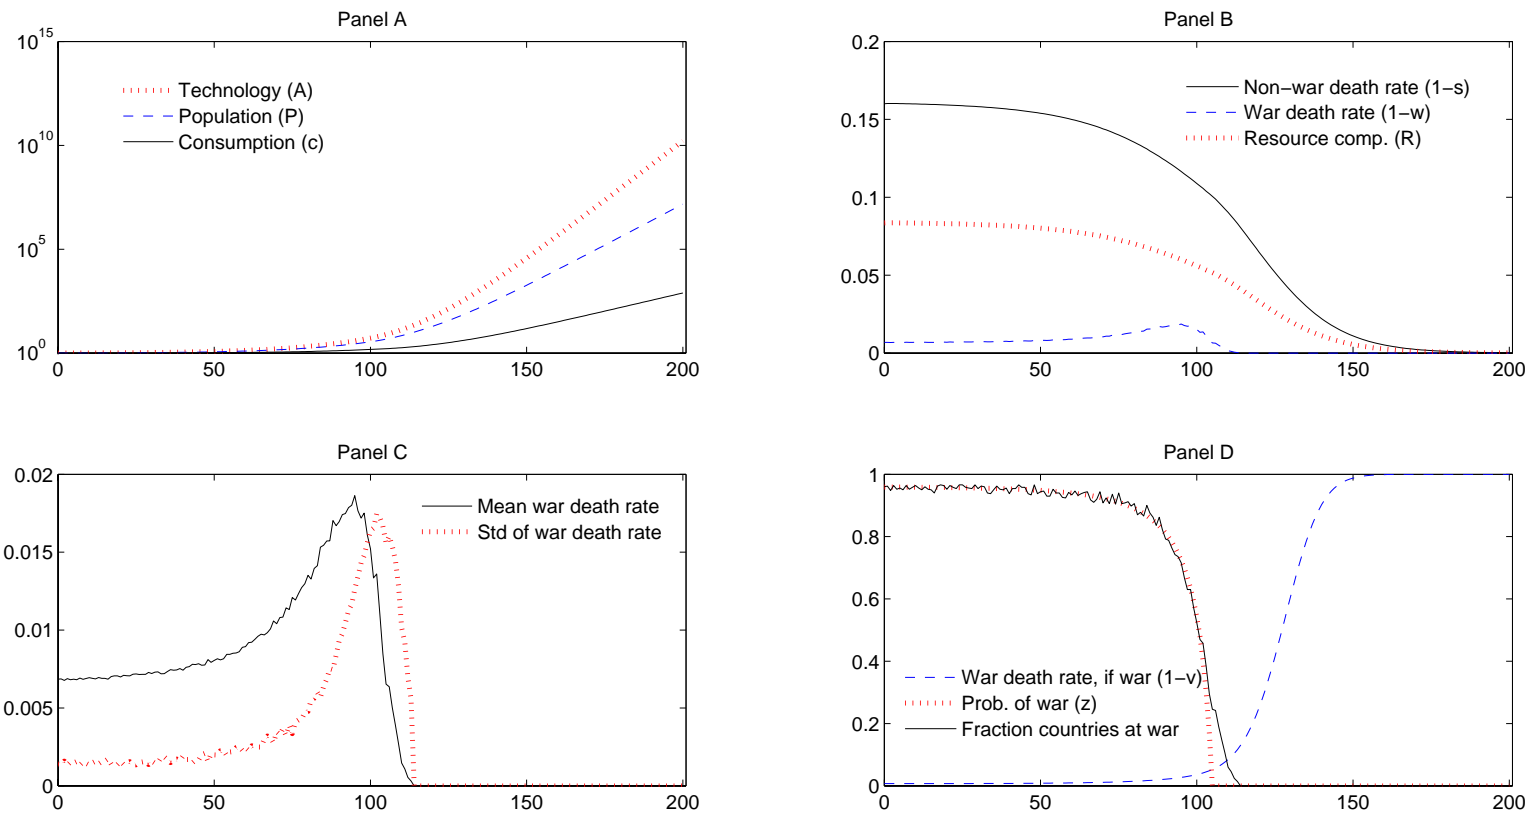 Panel A
10^15
10^10
10^5
10^0
Technology (A)
Population (P)
Consumption (c)
0 50 100 150 200
Panel B
0.2
0.15
0.1
0.05
0
Non−war death rate (1−s)
War death rate (1−w)
Resource comp. (R)
0 50 100 150 200
Panel C
0.02
0.015
0.01
0.005
0
Mean war death rate
Std of war death rate
0 50 100 150 200
Panel D
1
0.8
0.6
0.4
0.2
0
War death rate, if war (1−v)
Prob. of war (z)
Fraction countries at war
0 50 100 150 200